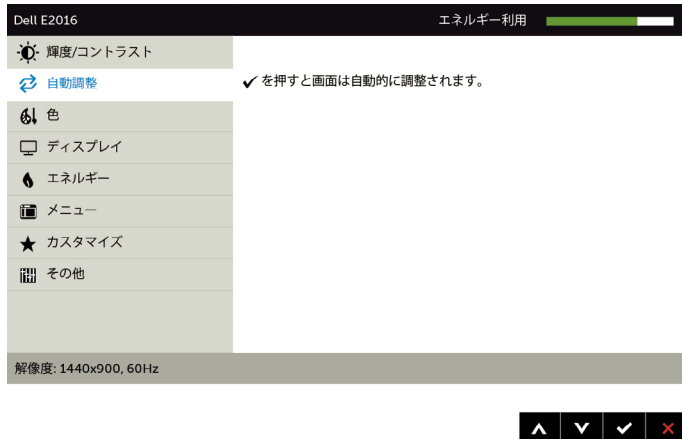 Dell E2016
エネルギー利用
輝度/コントラスト
自動調整
✓を押すと画面は自動的に調整されます。
色
ディスプレイ
エネルギー
メニュー
カスタマイズ
その他
解像度: 1440x900, 60Hz